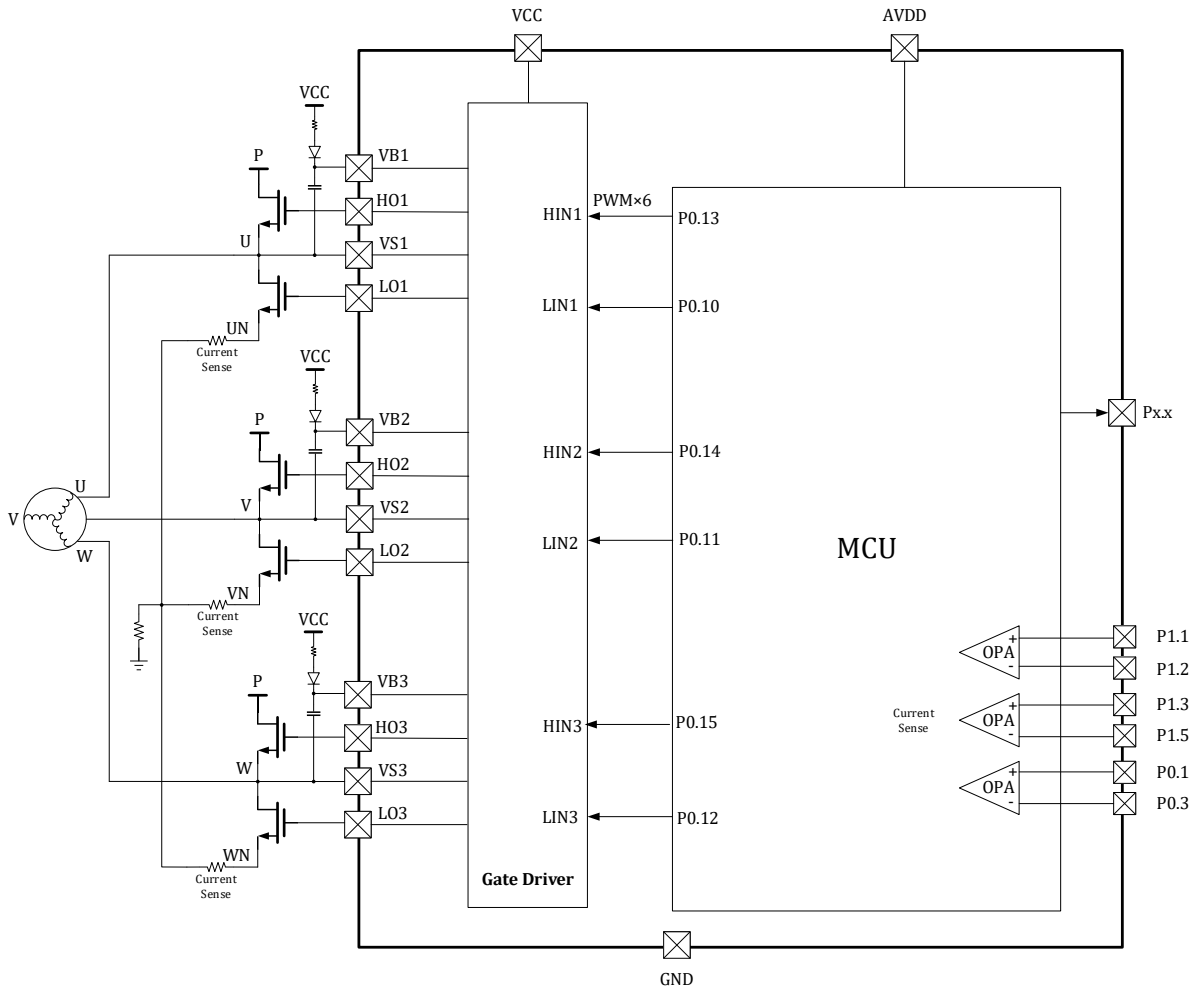 VCC
AVDD
VCC
P
VB1
HO1
U
VS1
LO1
UN
Current
Sense
HIN1
PWM×6
P0.13
LIN1
P0.10
VCC
P
VB2
HO2
V
VS2
LO2
VN
Current
Sense
HIN2
P0.14
LIN2
P0.11
U
V
W
MCU
Px.x
VCC
P
VB3
HO3
W
VS3
LO3
WN
Current
Sense
HIN3
P0.15
LIN3
P0.12
Gate Driver
Current
Sense
OPA
+
-
P1.1
P1.2
OPA
+
-
P1.3
P1.5
OPA
+
-
P0.1
P0.3
GND